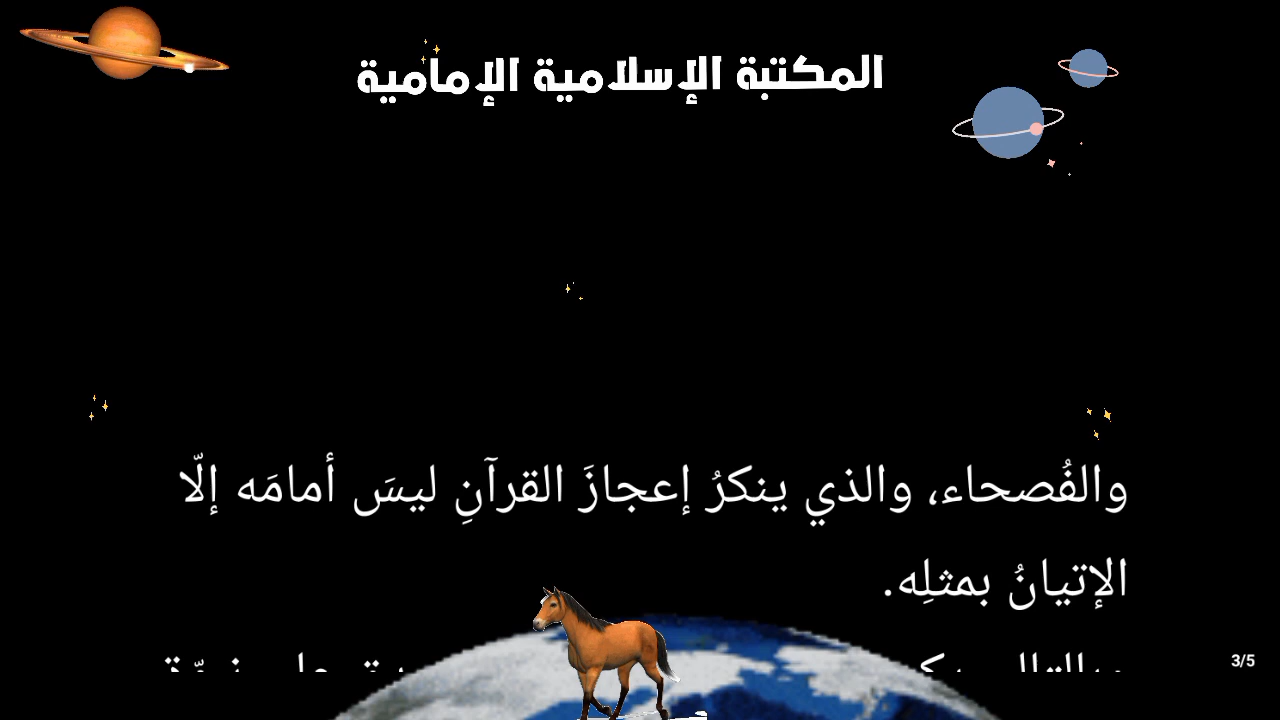 المكتبة الإسلامية الإمامية
والفُصحاء، والذي ينكرُ إعجازَ القرآنِ ليسَ أمامَه إلّا
الإتيانُ بمثلِه.
3/5